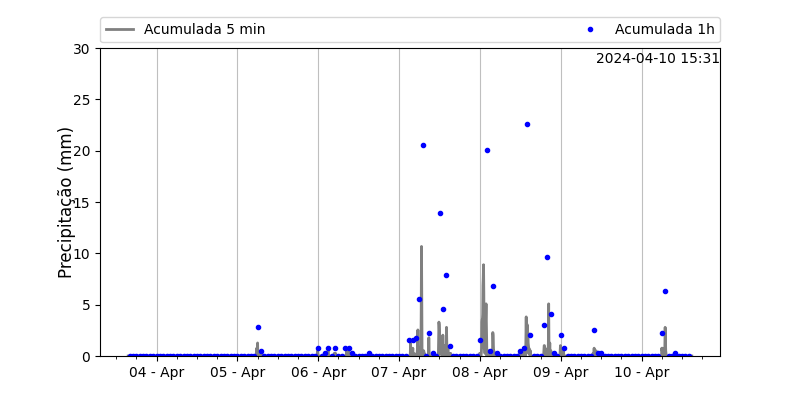 Acumulada 5 min Acumulada 1h
2024-04-10 15:31
Precipitação (mm)
30
25
20
15
10
5
0
04 - Apr 05 - Apr 06 - Apr 07 - Apr 08 - Apr 09 - Apr 10 - Apr